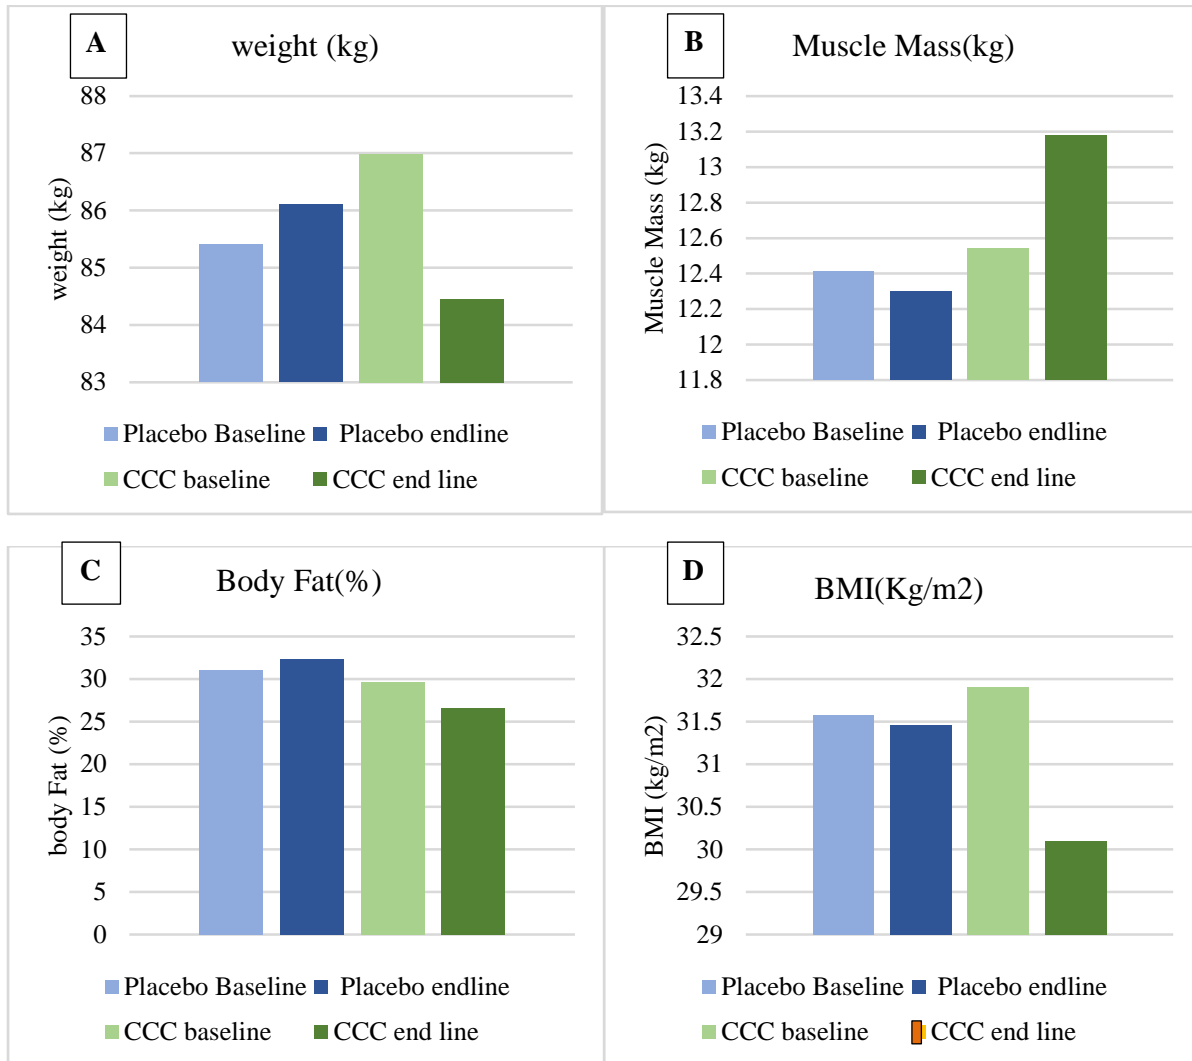 A
weight (kg)
88
87
86
85
84
83
weight (kg)
Placebo Baseline Placebo endline
CCC baseline CCC end line
B
Muscle Mass(kg)
13.4
13.2
13
12.8
12.6
12.4
12.2
12
11.8
Muscle Mass (kg)
Placebo Baseline Placebo endline
CCC baseline CCC end line
C
Body Fat(%)
35
30
25
20
15
10
5
0
body Fat (%)
Placebo Baseline Placebo endline
CCC baseline CCC end line
D
BMI(Kg/m2)
32.5
32
31.5
31
30.5
30
29.5
29
BMI (kg/m2)
Placebo Baseline Placebo endline
CCC baseline CCC end line